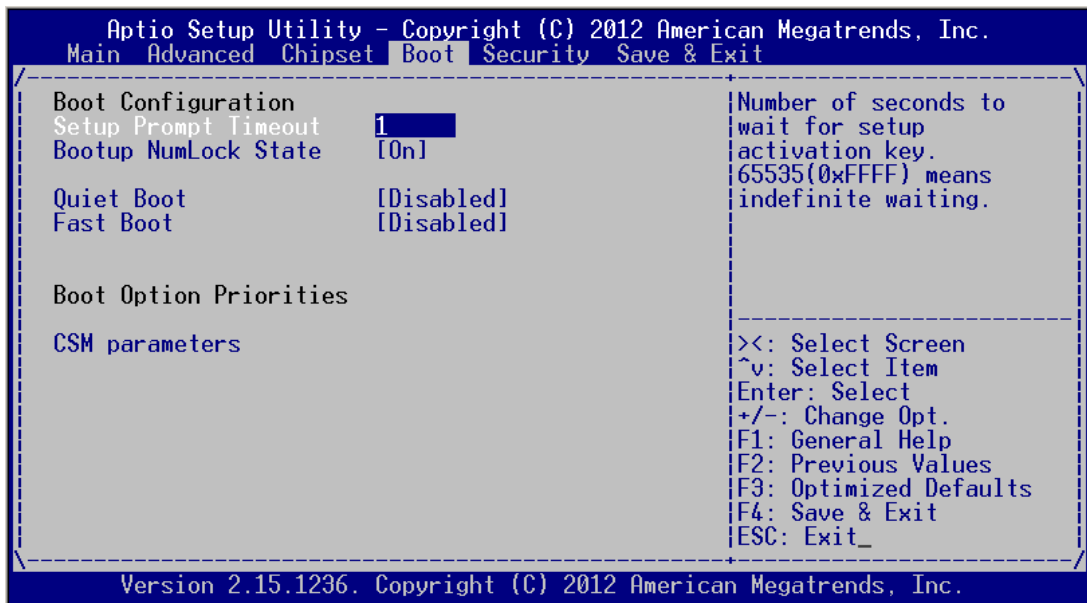 Aptio Setup Utility – Copyright (C) 2012 American Megatrends, Inc.
Main Advanced Chipset Boot Security Save & Exit
Boot Configuration
Setup Prompt Timeout 1
Bootup NumLock State [On]
Quiet Boot [Disabled]
Fast Boot [Disabled]
Boot Option Priorities
CSM parameters
Number of seconds to
wait for setup
activation key.
65535(0xFFFF) means
indefinite waiting.
><: Select Screen
^v: Select Item
Enter: Select
+/-: Change Opt.
F1: General Help
F2: Previous Values
F3: Optimized Defaults
F4: Save & Exit
ESC: Exit_
Version 2.15.1236. Copyright (C) 2012 American Megatrends, Inc.